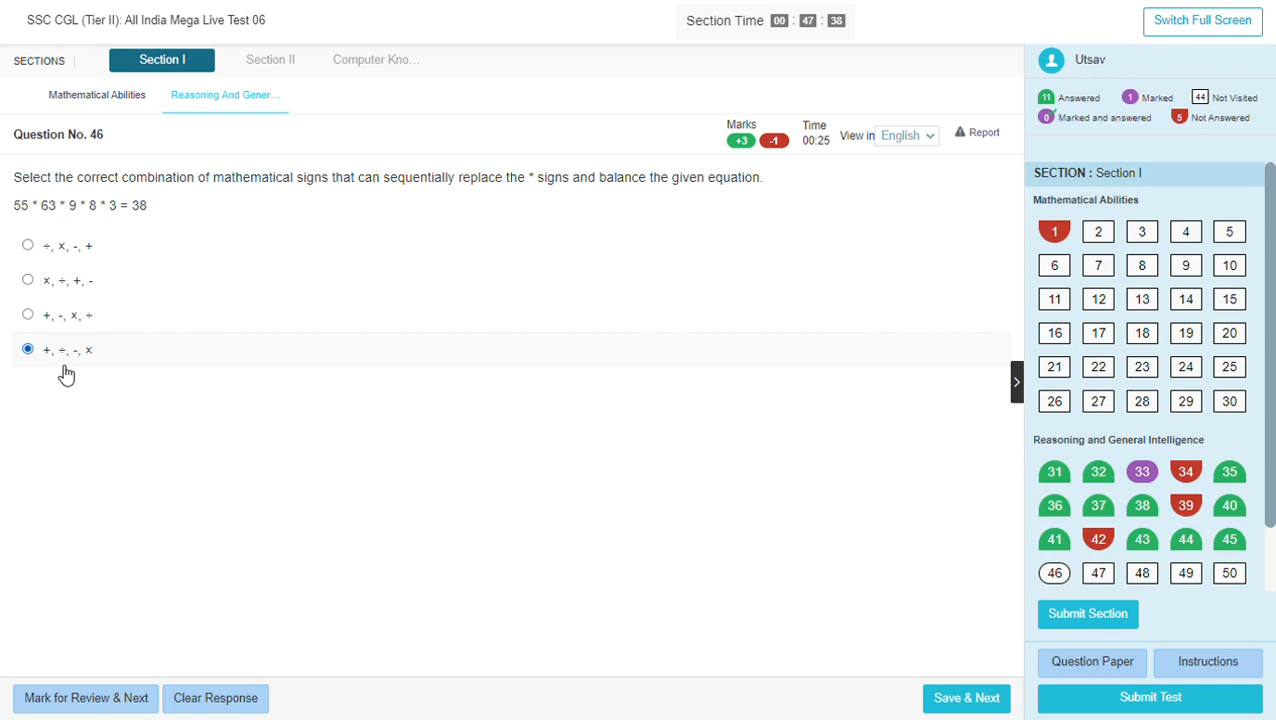 SSC CGL (Tier II): All India Mega Live Test 06
Section Time 00 : 47 : 38
Switch Full Screen
SECTIONS
Section I
Section II
Computer Kno...
Mathematical Abilities
Reasoning And Gener...
Question No. 46
Marks
+3 -1
Time
00:25
View in English
Report
Select the correct combination of mathematical signs that can sequentially replace the * signs and balance the given equation.
55 * 63 * 9 * 8 * 3 = 38
÷, x, -, +
x, ÷, +, -
+, -, x, ÷
+, ÷, -, x
Mark for Review & Next
Clear Response
Save & Next
Utsav
11 Answered
1 Marked
44 Not Visited
0 Marked and answered
5 Not Answered
SECTION : Section I
Mathematical Abilities
1 2 3 4 5
6 7 8 9 10
11 12 13 14 15
16 17 18 19 20
21 22 23 24 25
26 27 28 29 30
Reasoning and General Intelligence
31 32 33 34 35
36 37 38 39 40
41 42 43 44 45
46 47 48 49 50
Submit Section
Question Paper
Instructions
Submit Test